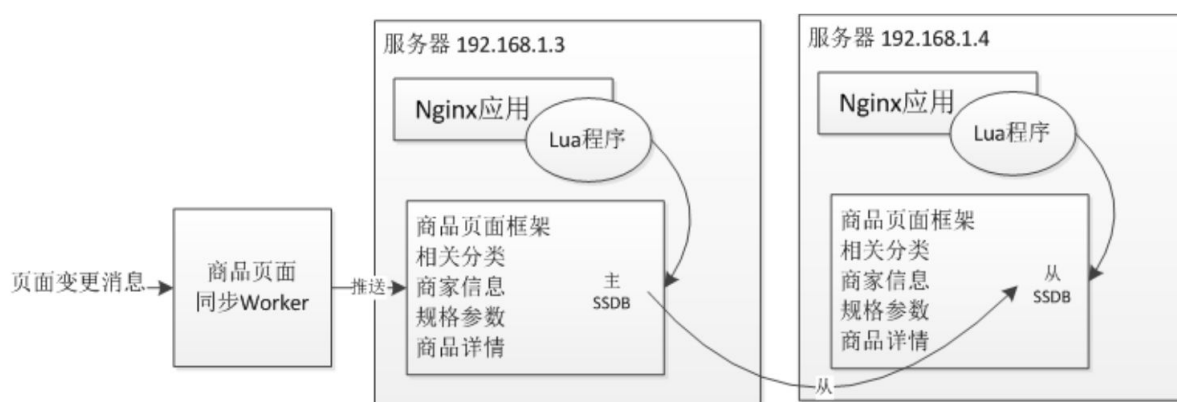 页面变更消息
商品页面
同步Worker
推送
服务器 192.168.1.3
Nginx应用
Lua程序
商品页面框架
相关分类
商家信息
规格参数
商品详情
主
SSDB
从
服务器 192.168.1.4
Nginx应用
Lua程序
商品页面框架
相关分类
商家信息
规格参数
商品详情
从
SSDB